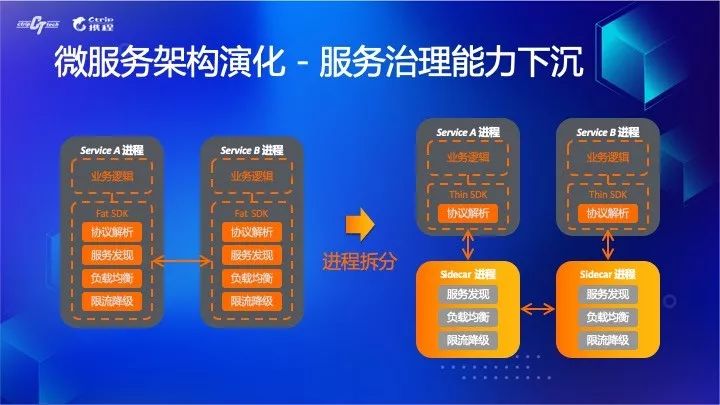 ctrip CT tech
Ctrip
携程
微服务架构演化 - 服务治理能力下沉
Service A 进程
业务逻辑
Fat SDK
协议解析
服务发现
负载均衡
限流降级
Service B 进程
业务逻辑
Fat SDK
协议解析
服务发现
负载均衡
限流降级
进程拆分
Service A 进程
业务逻辑
Thin SDK
协议解析
Service B 进程
业务逻辑
Thin SDK
协议解析
Sidecar 进程
服务发现
负载均衡
限流降级
Sidecar 进程
服务发现
负载均衡
限流降级